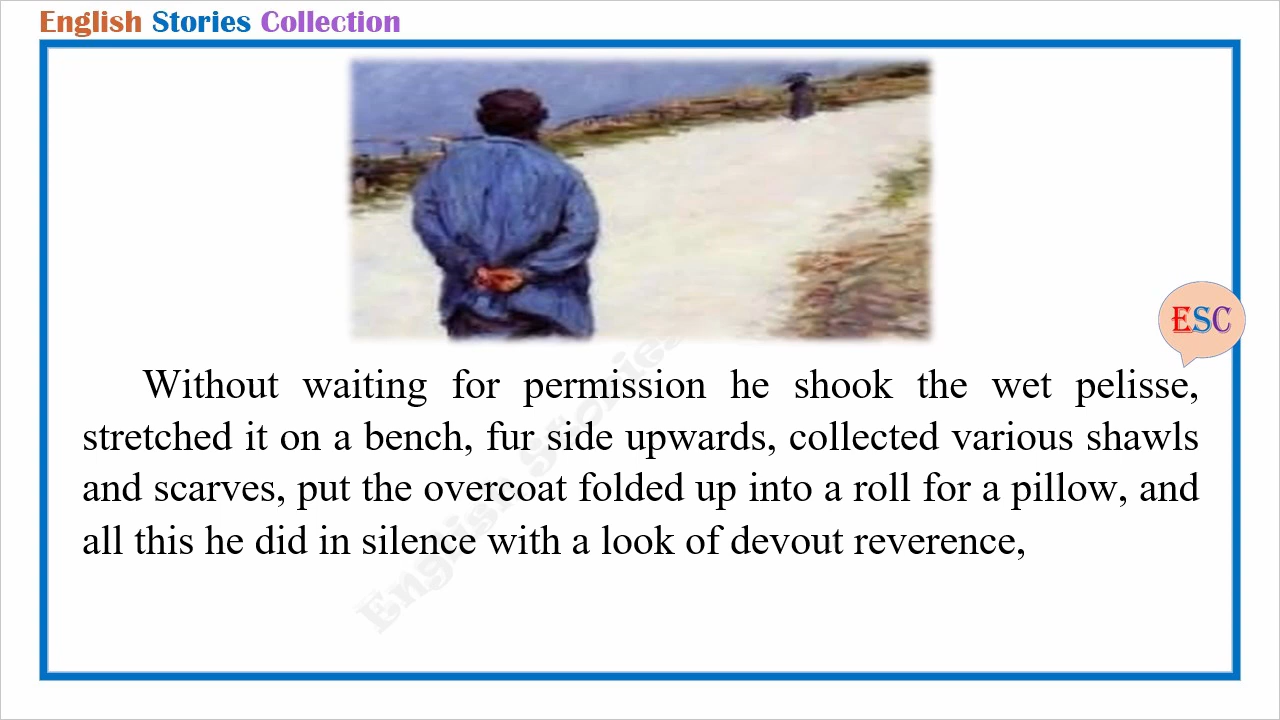 English Stories Collection
ESC
Without waiting for permission he shook the wet pelisse,
stretched it on a bench, fur side upwards, collected various shawls
and scarves, put the overcoat folded up into a roll for a pillow, and
all this he did in silence with a look of devout reverence,
English Stories